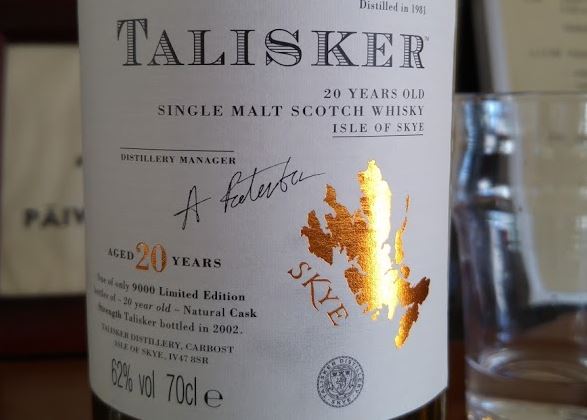 Distilled in 1981
TALISKER™
20 YEARS OLD
SINGLE MALT SCOTCH WHISKY
ISLE OF SKYE
DISTILLERY MANAGER
A
AGED 20 YEARS
SKYE
One of only 9000 Limited Edition
bottles of – 20 year old – Natural Cask
Strength Talisker bottled in 2002.
TALISKER DISTILLERY, CARBOST
ISLE OF SKYE, IV47 8SR
62% vol 70cl e
PÄIV